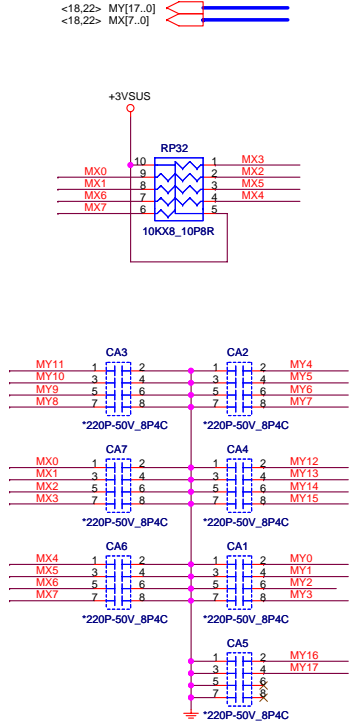 <18,22> MY[17..0]
<18,22> MX[7..0]
+3VSUS
RP32
10 1 MX3
MX0 9 2 MX2
MX1 8 3 MX5
MX6 7 4 MX4
MX7 6 5
10KX8_10P8R
CA3 CA2
MY11 1 2 1 2 MY4
MY10 3 4 3 4 MY5
MY9 5 6 5 6 MY6
MY8 7 8 7 8 MY7
*220P-50V_8P4C *220P-50V_8P4C
CA7 CA4
MX0 1 2 1 2 MY12
MX1 3 4 3 4 MY13
MX2 5 6 5 6 MY14
MX3 7 8 7 8 MY15
*220P-50V_8P4C *220P-50V_8P4C
CA6 CA1
MX4 1 2 1 2 MY0
MX5 3 4 3 4 MY1
MX6 5 6 5 6 MY2
MX7 7 8 7 8 MY3
*220P-50V_8P4C *220P-50V_8P4C
CA5
1 2 MY16
3 4 MY17
5 6
7 8
*220P-50V_8P4C